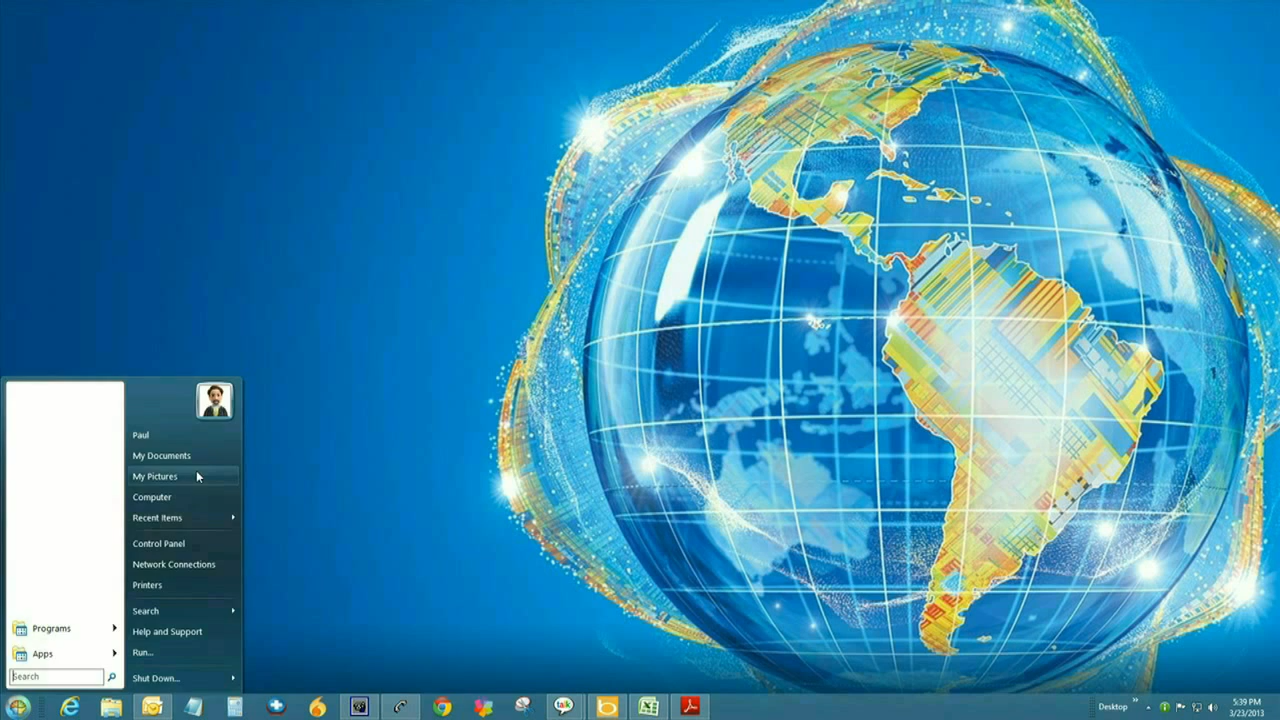 Paul
My Documents
My Pictures
Computer
Recent Items
Control Panel
Network Connections
Printers
Search
Help and Support
Run...
Shut Down...
Programs
Apps
Search
talk
b
Desktop
5:39 PM
3/23/2013